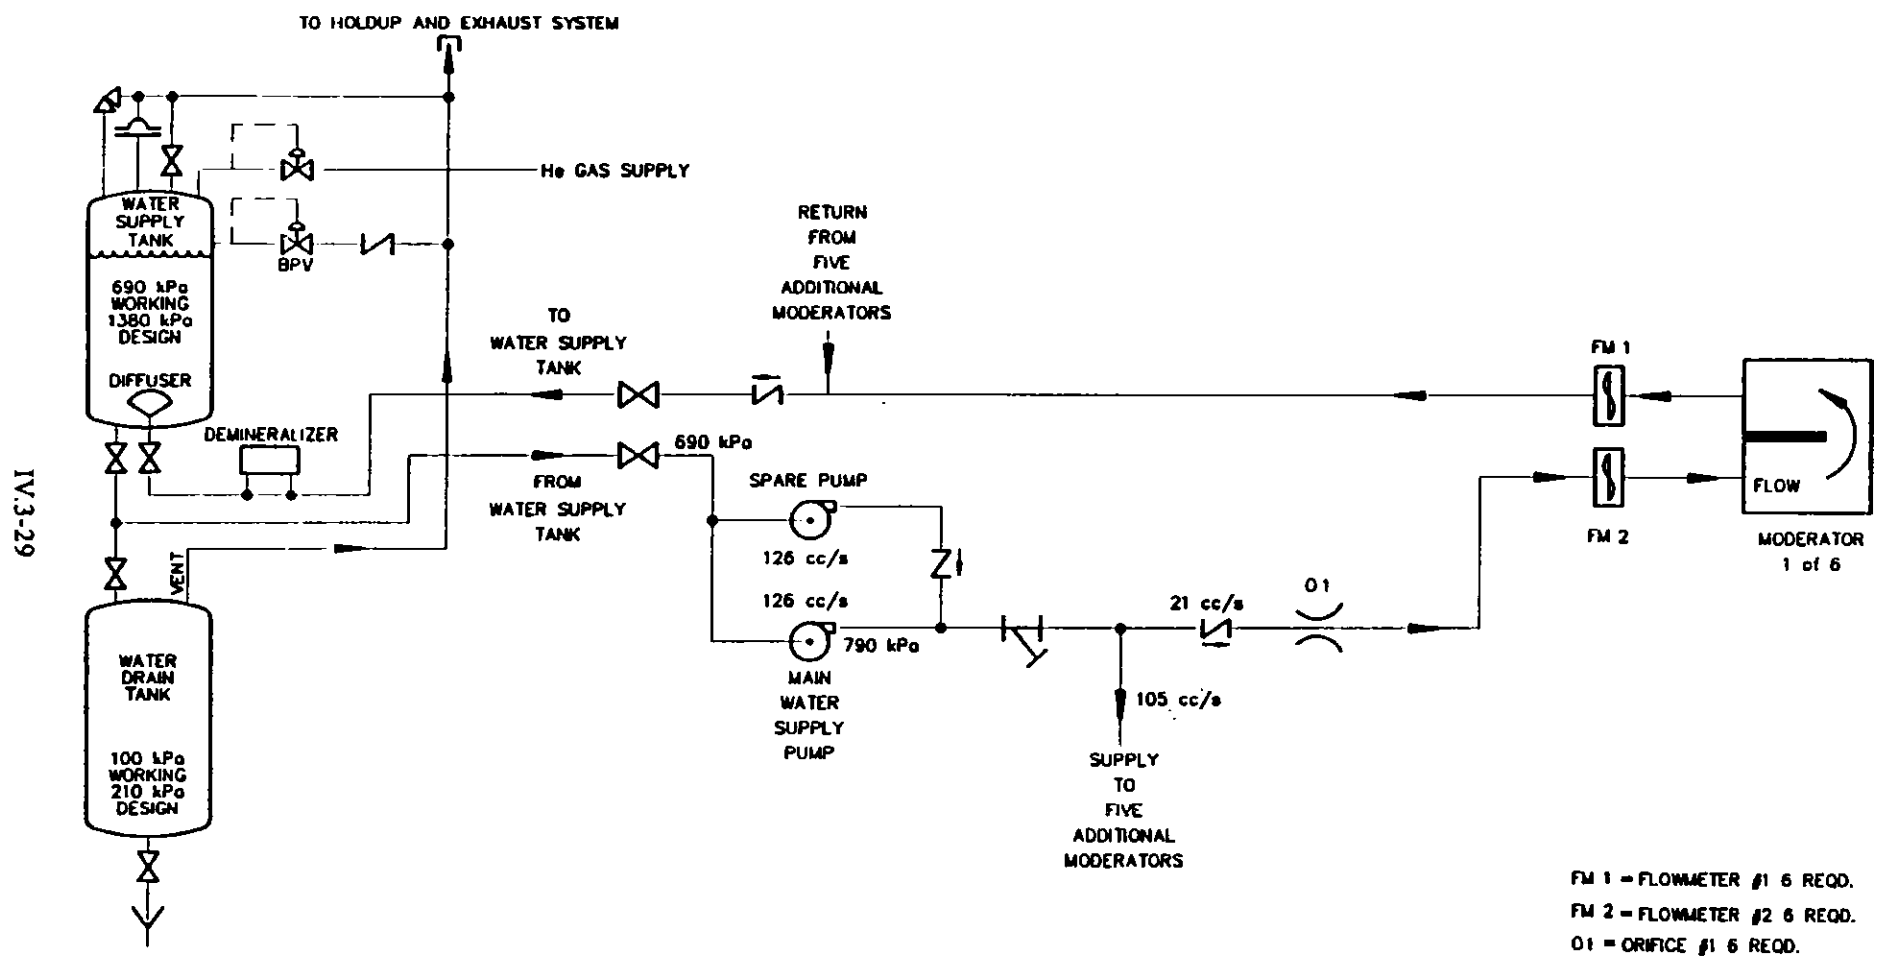 TO HOLDUP AND EXHAUST SYSTEM
He GAS SUPPLY
WATER
SUPPLY
TANK
BPV
690 kPa
WORKING
1380 kPa
DESIGN
DIFFUSER
DEMINERALIZER
RETURN
FROM
FIVE
ADDITIONAL
MODERATORS
TO
WATER SUPPLY
TANK
FROM
WATER SUPPLY
TANK
690 kPa
SPARE PUMP
126 cc/s
126 cc/s
790 kPa
MAIN
WATER
SUPPLY
PUMP
21 cc/s
O1
105 cc/s
SUPPLY
TO
FIVE
ADDITIONAL
MODERATORS
FM 1
FM 2
FLOW
MODERATOR
1 of 6
VENT
WATER
DRAIN
TANK
100 kPa
WORKING
210 kPa
DESIGN
IV.3-29
FM 1 = FLOWMETER #1 6 REQD.
FM 2 = FLOWMETER #2 6 REQD.
O1 = ORIFICE #1 6 REQD.